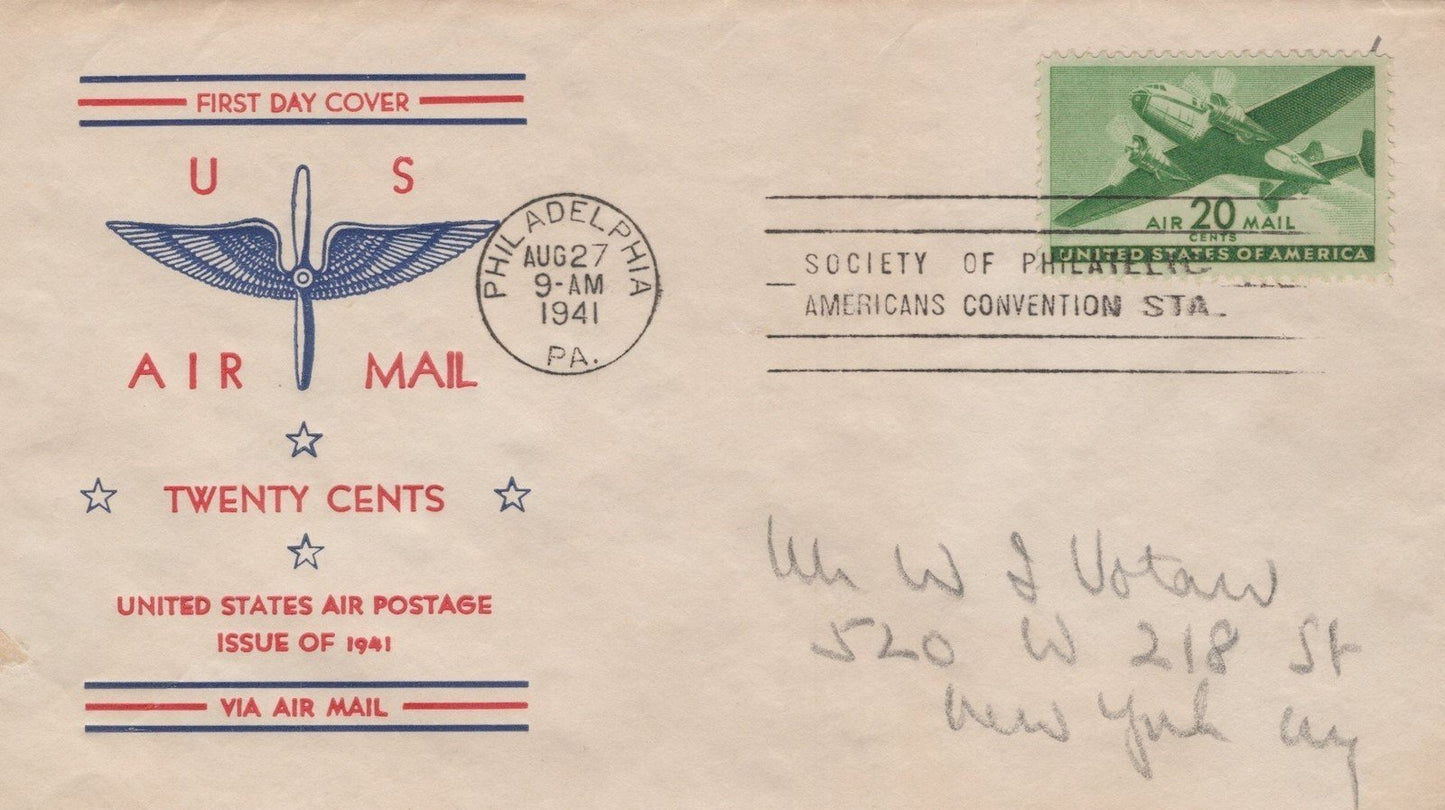 FIRST DAY COVER
U S
AIR MAIL
TWENTY CENTS
UNITED STATES AIR POSTAGE
ISSUE OF 1941
VIA AIR MAIL
PHILADELPHIA
AUG 27
9-AM
1941
PA.
SOCIETY OF PHILATELIC
AMERICANS CONVENTION STA.
AIR 20 MAIL
CENTS
UNITED STATES OF AMERICA
Mr W I Votaw
520 W 218 St
New York NY